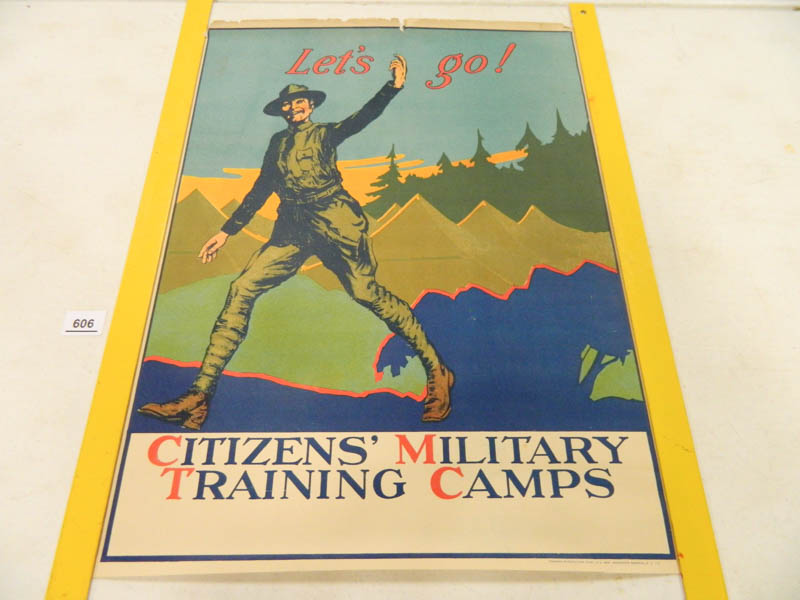 Let's go!
606
CITIZENS' MILITARY
TRAINING CAMPS